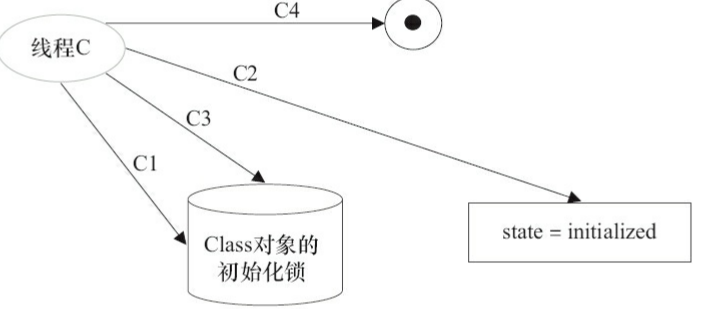 C4
线程C
C2
C3
C1
Class对象的
初始化锁
state = initialized